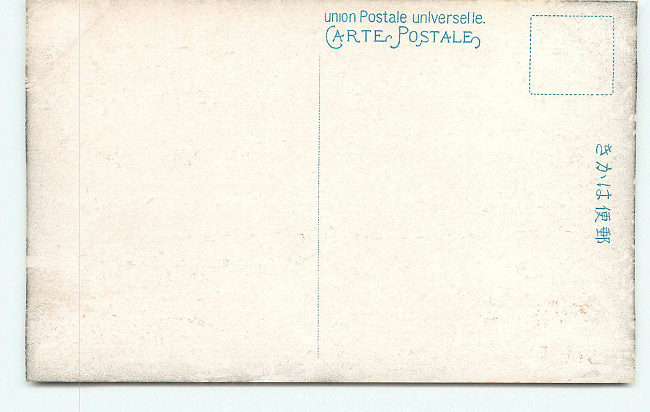 union Postale universelle.
CARTE POSTALE
郵便はかき